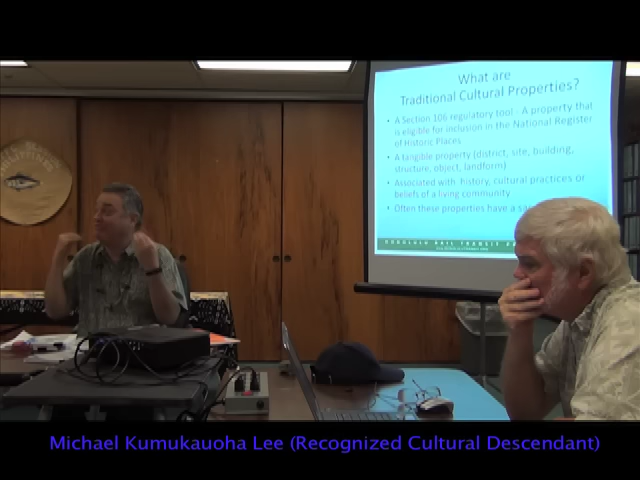 What are
Traditional Cultural Properties?
• A Section 106 regulatory tool - A property that
is eligible for inclusion in the National Register
of Historic Places
• A tangible property (district, site, building,
structure, object, landform)
• Associated with history, cultural practices or
beliefs of a living community
• Often these properties have a
HONOLULU RAIL TRANSIT
PHILIPPINES
Michael Kumukauoha Lee (Recognized Cultural Descendant)